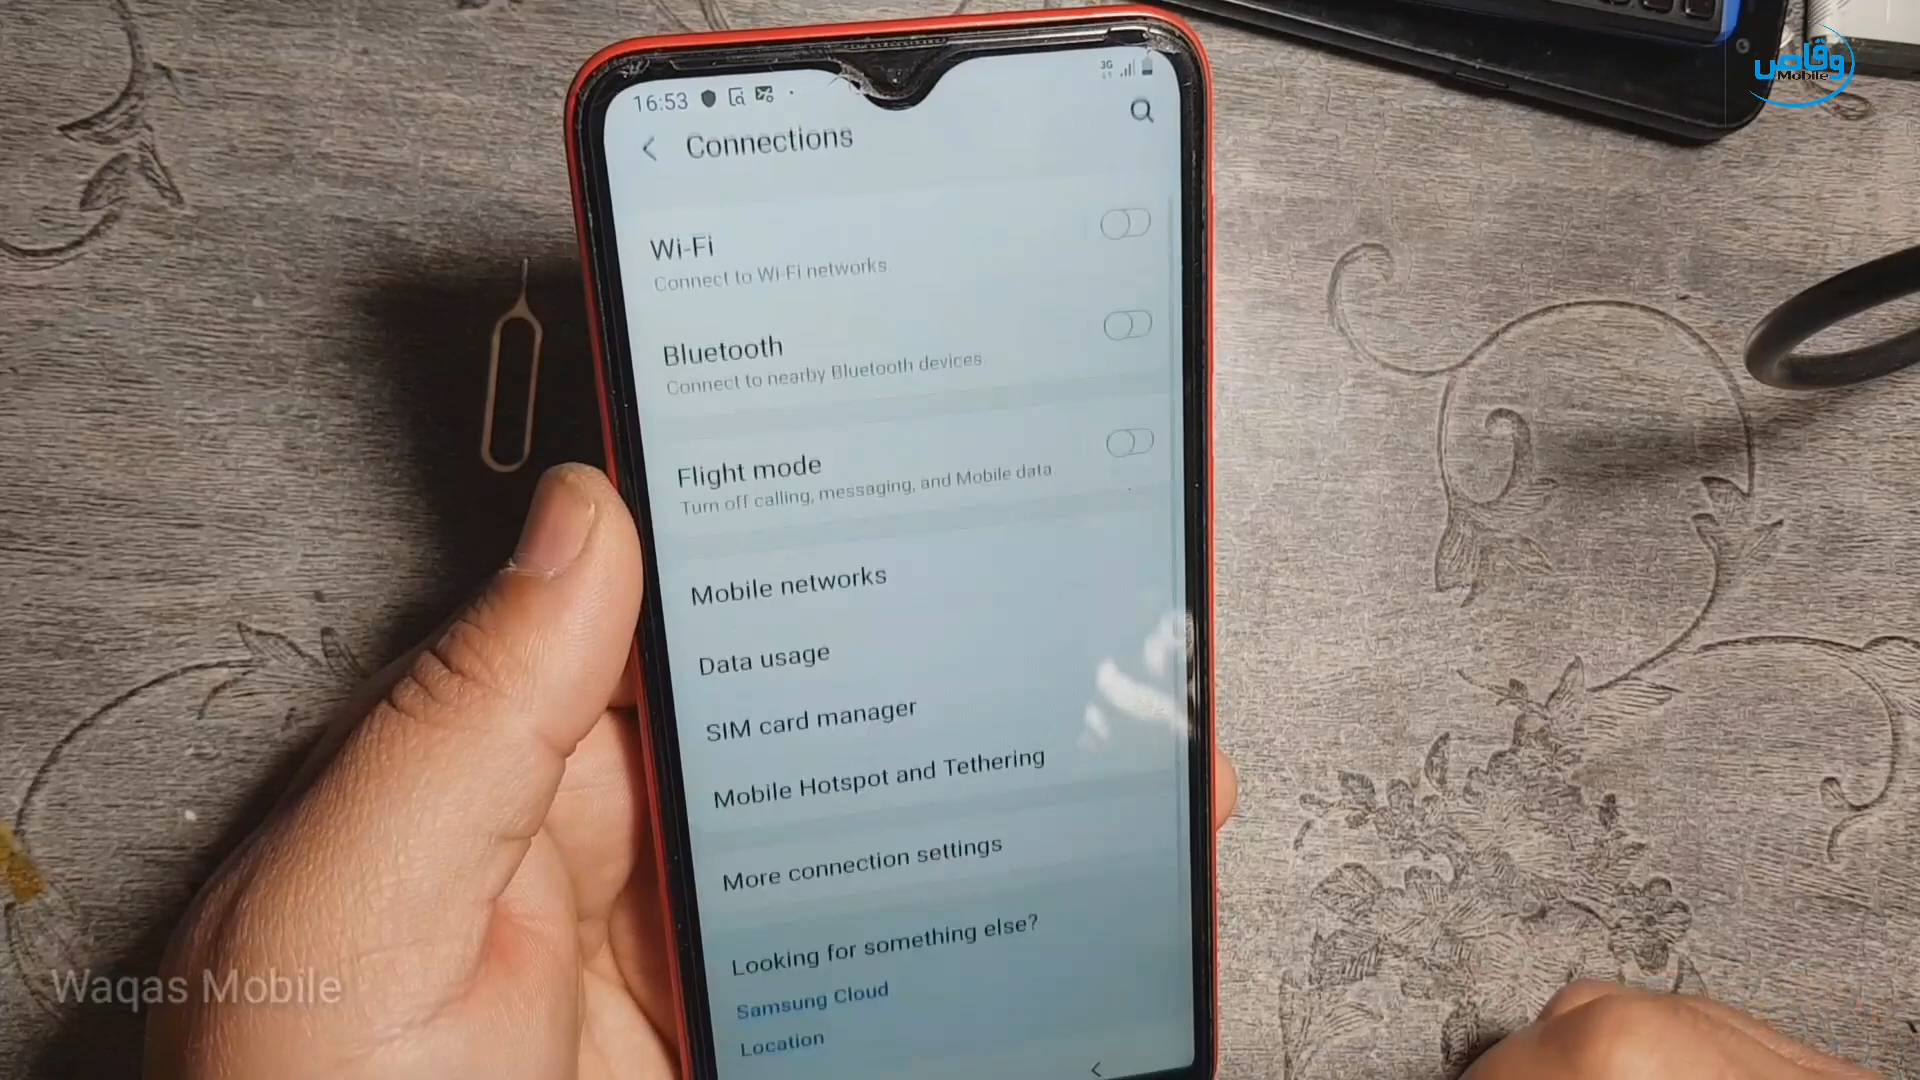 وقاص
Mobile
3G
16:53
Connections
Wi-Fi
Connect to Wi-Fi networks.
Bluetooth
Connect to nearby Bluetooth devices.
Flight mode
Turn off calling, messaging, and Mobile data
Mobile networks
Data usage
SIM card manager
Mobile Hotspot and Tethering
More connection settings
Looking for something else?
Samsung Cloud
Location
Waqas Mobile